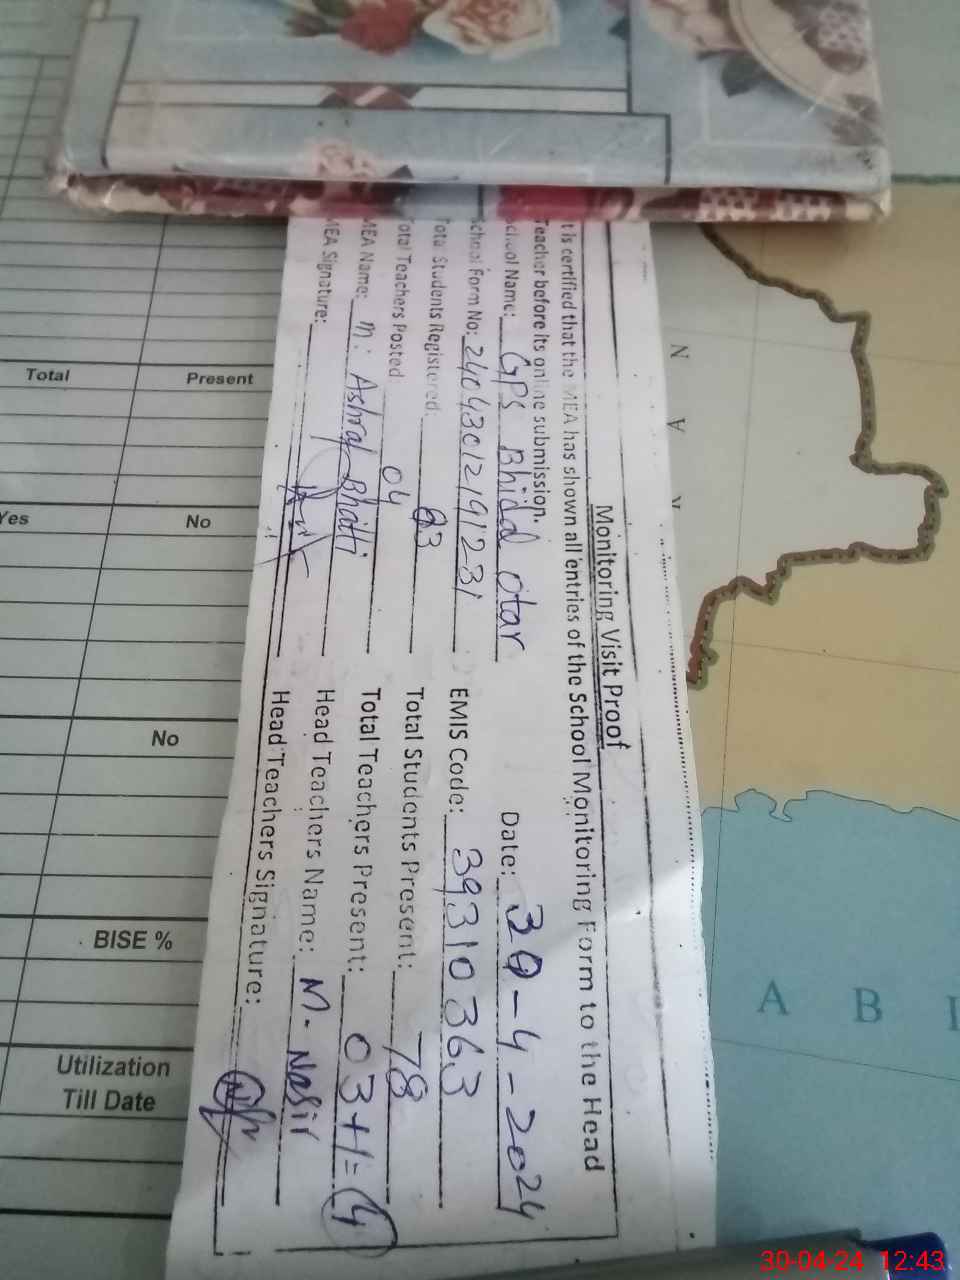 Monitoring Visit Proof
t is certified that the MEA has shown all entries of the School Monitoring Form to the Head
Teacher before its online submission.
chool Name: GPS Bhidal Otar Date: 30-4-2024
chool Form No: 24043012191231 EMIS Code: 39310363
Total Students Registered: 83 Total Students Present: 78
Total Teachers Posted: 04 Total Teachers Present: 03+1=4
MEA Name: M. Ashraf Bhatti Head Teachers Name: M. Nasir
MEA Signature: Head Teachers Signature:
Total Present
Yes No
No
BISE %
Utilization
Till Date
N A
A B I
30-04-24 12:43